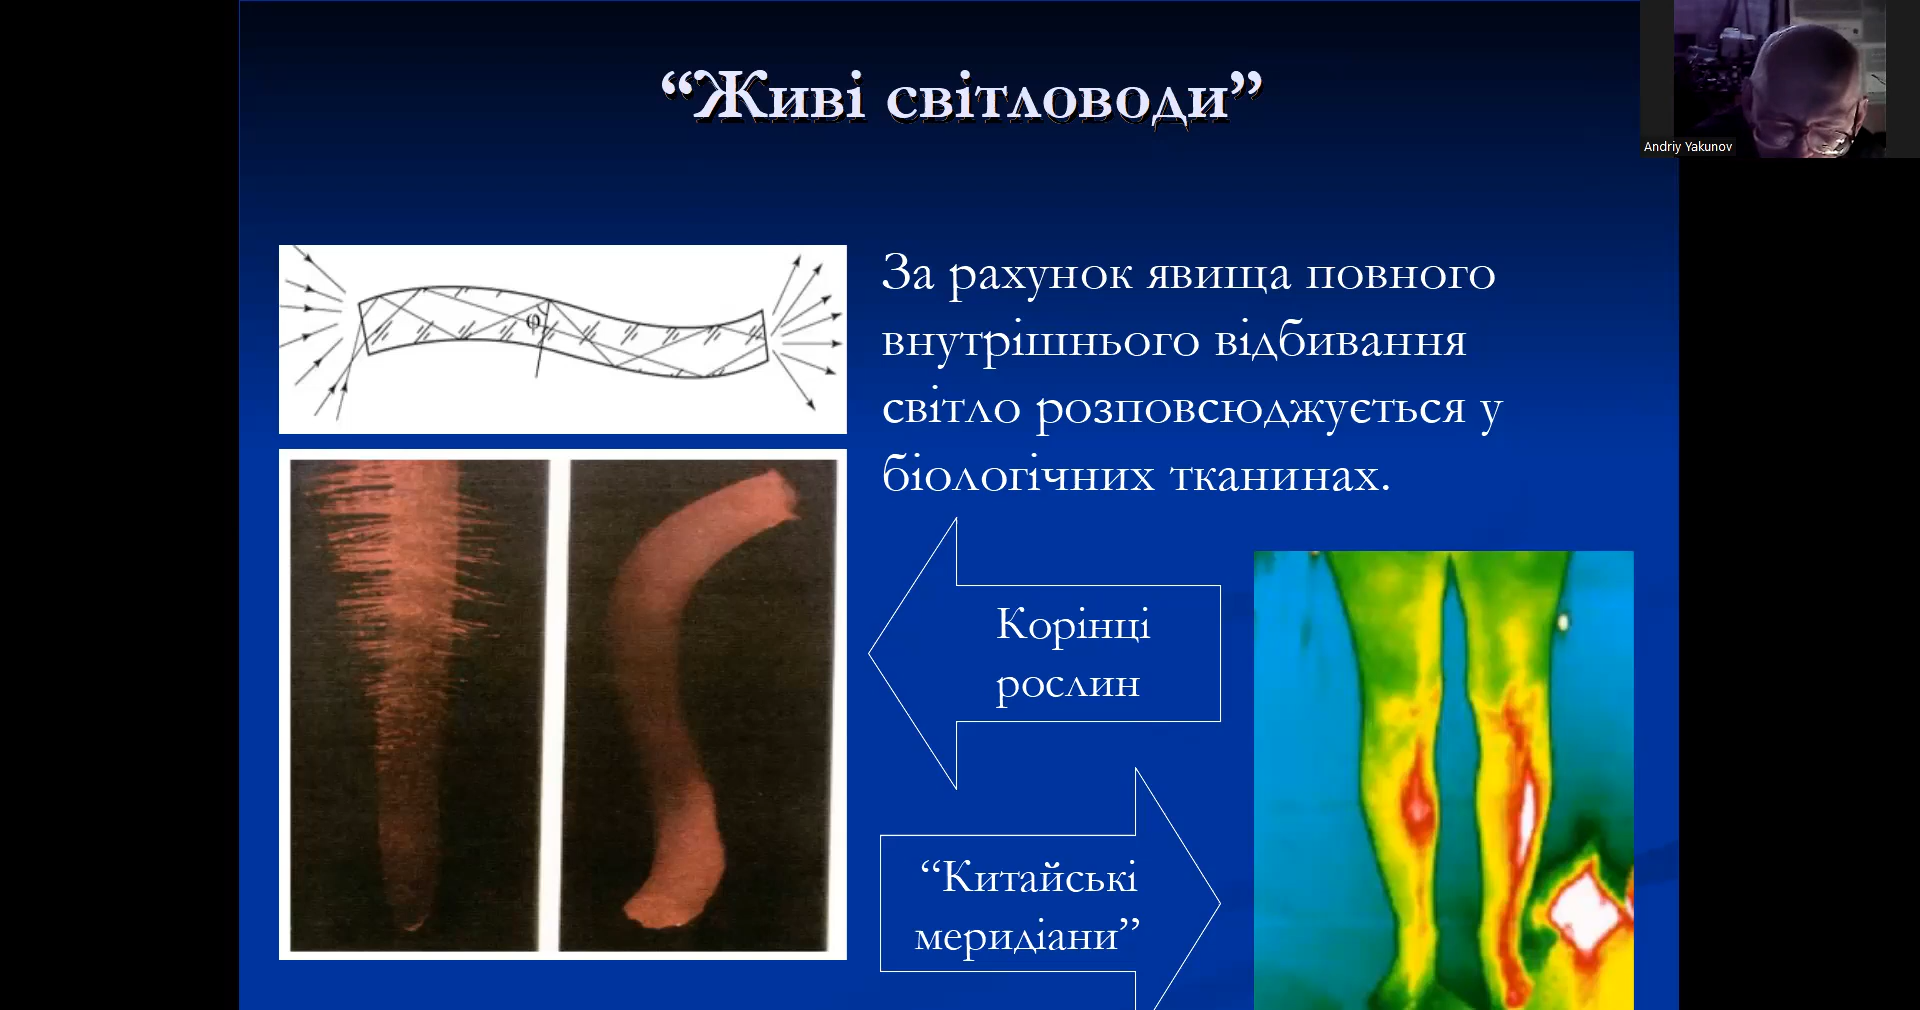 “Живі світловоди”
Andriy Yakunov
φ
За рахунок явища повного
внутрішнього відбивання
світло розповсюджується у
біологічних тканинах.
Корінці
рослин
“Китайські
меридіани”